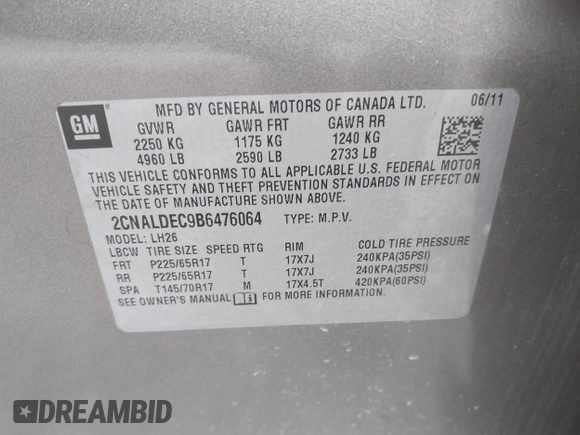 GM
MFD BY GENERAL MOTORS OF CANADA LTD. 06/11
GVWR GAWR FRT GAWR RR
2250 KG 1175 KG 1240 KG
4960 LB 2590 LB 2733 LB
THIS VEHICLE CONFORMS TO ALL APPLICABLE U.S. FEDERAL MOTOR
VEHICLE SAFETY AND THEFT PREVENTION STANDARDS IN EFFECT ON
THE DATE OF MANUFACTURE SHOWN ABOVE.
2CNALDEC9B6476064 TYPE: M.P.V.
MODEL: LH26
LBCW TIRE SIZE SPEED RTG RIM COLD TIRE PRESSURE
FRT P225/65R17 T 17X7J 240KPA(35PSI)
RR P225/65R17 T 17X7J 240KPA(35PSI)
SPA T145/70R17 M 17X4.5T 420KPA(60PSI)
SEE OWNER'S MANUAL FOR MORE INFORMATION.
DREAMBID